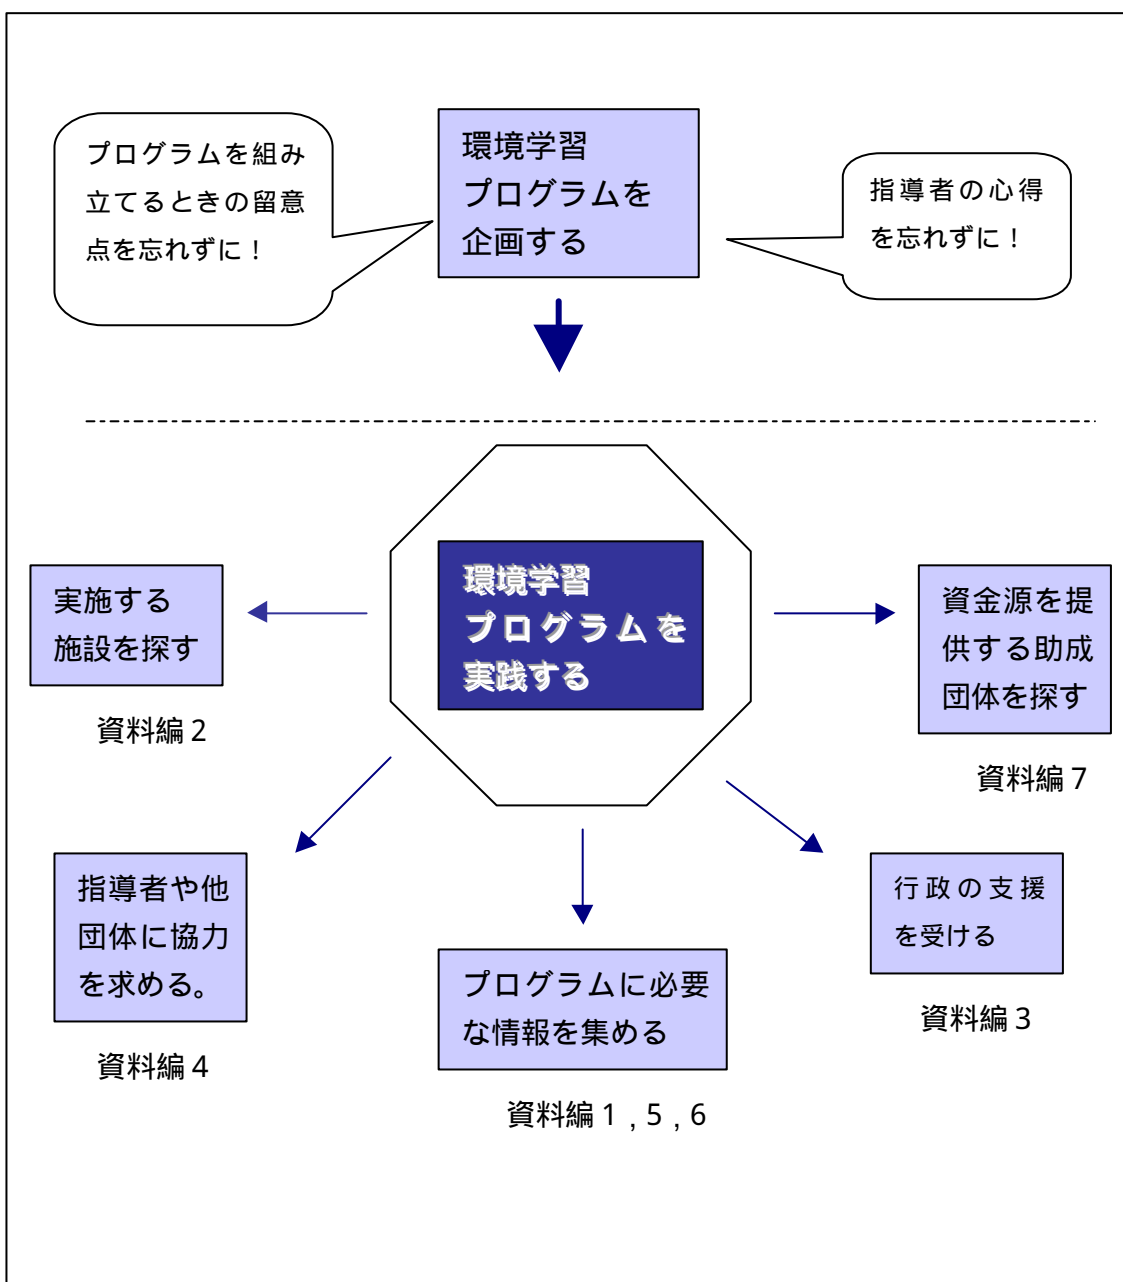 プログラムを組み
立てるときの留意
点を忘れずに！
環境学習
プログラムを
企画する
指導者の心得
を忘れずに！
環境学習
プログラムを
実践する
実施する
施設を探す
資料編２
資金源を提
供する助成
団体を探す
資料編７
指導者や他
団体に協力
を求める。
資料編４
プログラムに必要
な情報を集める
資料編１，５，６
行政の支援
を受ける
資料編３